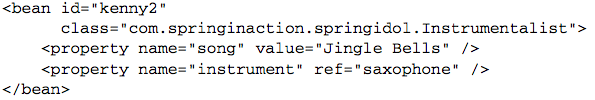 <bean id="kenny2"
      class="com.springinaction.springidol.Instrumentalist">
    <property name="song" value="Jingle Bells" />
    <property name="instrument" ref="saxophone" />
</bean>